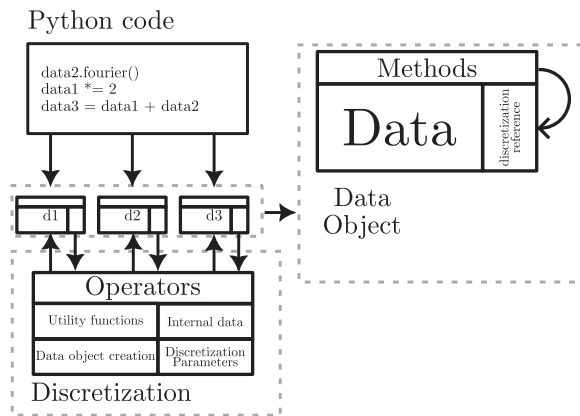 Python code
data2.fourier()
data1 *= 2
data3 = data1 + data2
Methods
Data
discretization
reference
Data
Object
d1
d2
d3
Operators
Utility functions
Internal data
Data object creation
Discretization
Parameters
Discretization